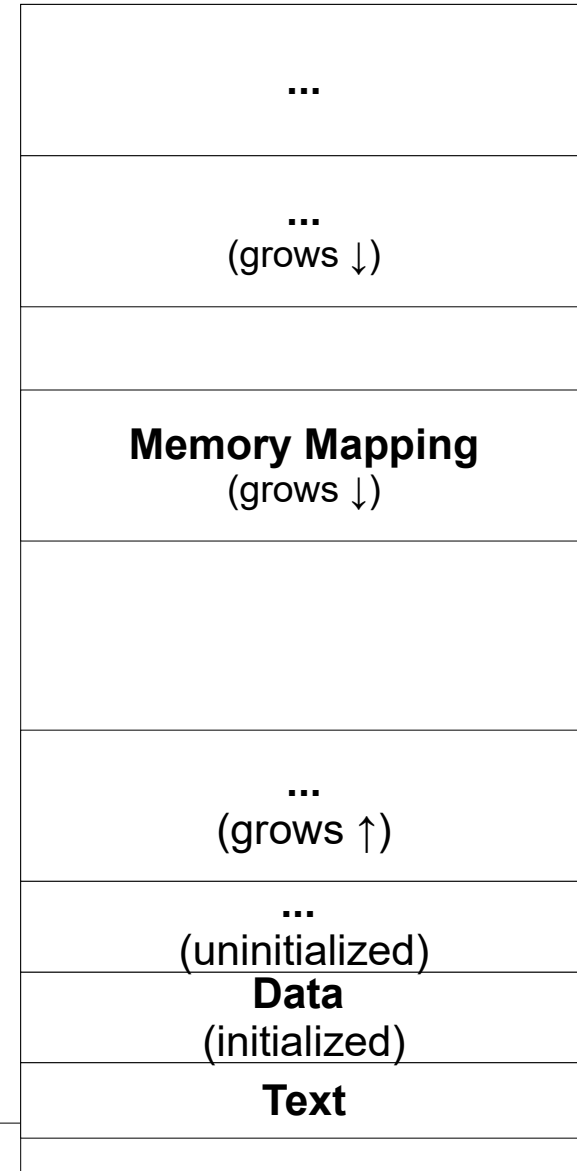 ...
...
(grows ↓)
Memory Mapping
(grows ↓)
...
(grows ↑)
...
(uninitialized)
Data
(initialized)
Text